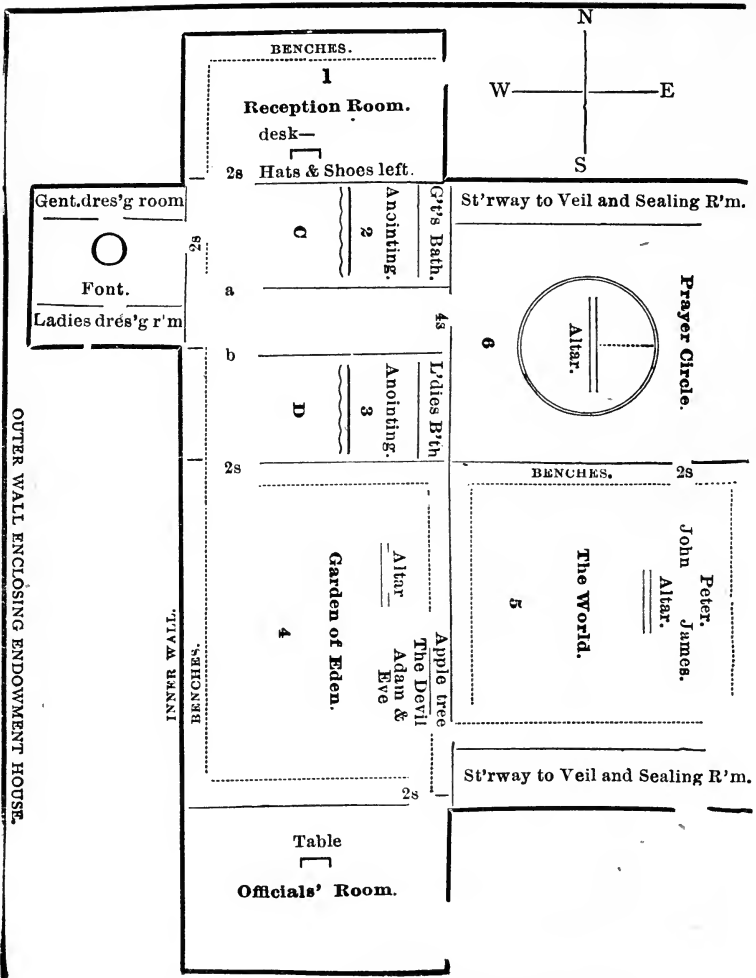 N
W E
S
BENCHES.
1
Reception Room.
desk—
2s Hats & Shoes left.
Gent.dres'g room
Font.
Ladies dres'g r'm
2s
C
2
Anointing.
G't's Bath.
St'rway to Veil and Sealing R'm.
a
4s
b
D
3
Anointing.
L'dies B'th
2s
6
Altar.
Prayer Circle.
BENCHES. 2s
Altar
Garden of Eden.
4
Apple tree
The Devil
Adam &
Eve
5
The World.
Peter.
John James.
Altar.
INNER WALL.
BENCHES.
OUTER WALL ENCLOSING ENDOWMENT HOUSE.
2s
St'rway to Veil and Sealing R'm.
Table
Officials' Room.